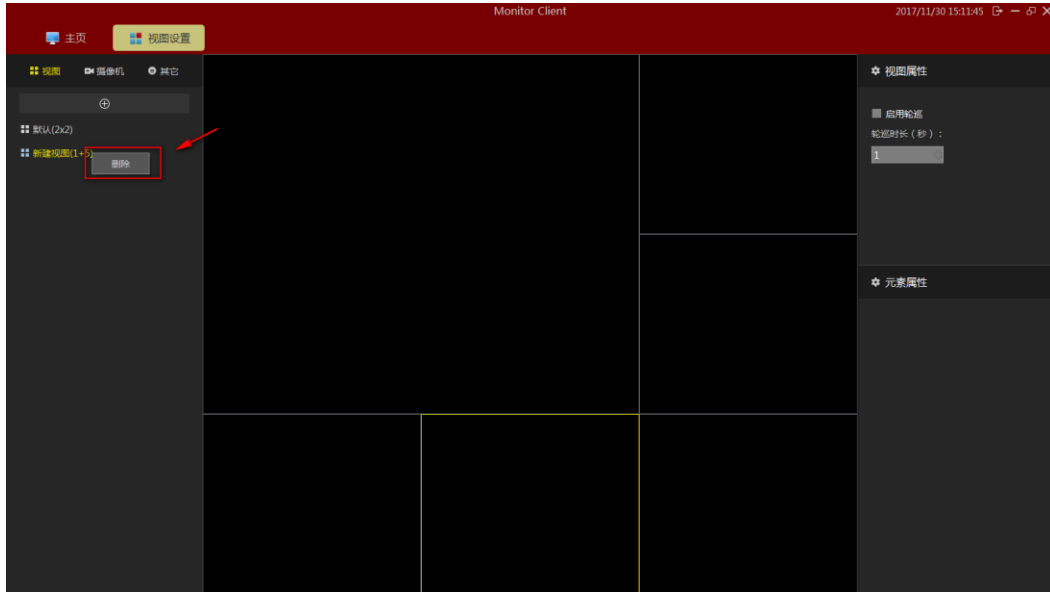 Monitor Client
2017/11/30 15:11:45
主页
视图设置
视图
摄像机
其它
默认(2x2)
新建视图(1+5)
删除
视图属性
启用轮巡
轮巡时长（秒）:
1
元素属性